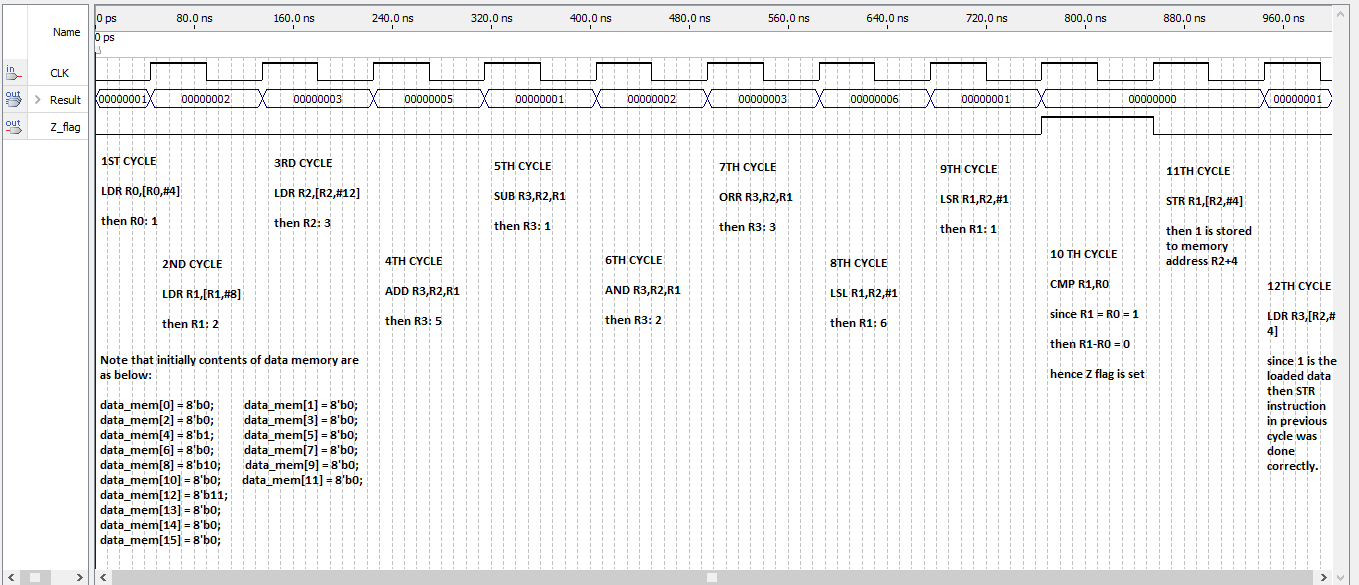 Name
0 ps 80.0 ns 160.0 ns 240.0 ns 320.0 ns 400.0 ns 480.0 ns 560.0 ns 640.0 ns 720.0 ns 800.0 ns 880.0 ns 960.0 ns
0 ps
in CLK
out > Result 00000001 00000002 00000003 00000005 00000001 00000002 00000003 00000006 00000001 00000000 00000001
out Z_flag
1ST CYCLE
LDR R0,[R0,#4]
then R0: 1
2ND CYCLE
LDR R1,[R1,#8]
then R1: 2
3RD CYCLE
LDR R2,[R2,#12]
then R2: 3
4TH CYCLE
ADD R3,R2,R1
then R3: 5
5TH CYCLE
SUB R3,R2,R1
then R3: 1
6TH CYCLE
AND R3,R2,R1
then R3: 2
7TH CYCLE
ORR R3,R2,R1
then R3: 3
8TH CYCLE
LSL R1,R2,#1
then R1: 6
9TH CYCLE
LSR R1,R2,#1
then R1: 1
10 TH CYCLE
CMP R1,R0
since R1 = R0 = 1
then R1-R0 = 0
hence Z flag is set
11TH CYCLE
STR R1,[R2,#4]
then 1 is stored
to memory
address R2+4
12TH CYCLE
LDR R3,[R2,#
4]
since 1 is the
loaded data
then STR
instruction
in previous
cycle was
done
correctly.
Note that initially contents of data memory are
as below:
data_mem[0] = 8'b0; data_mem[1] = 8'b0;
data_mem[2] = 8'b0; data_mem[3] = 8'b0;
data_mem[4] = 8'b1; data_mem[5] = 8'b0;
data_mem[6] = 8'b0; data_mem[7] = 8'b0;
data_mem[8] = 8'b10; data_mem[9] = 8'b0;
data_mem[10] = 8'b0; data_mem[11] = 8'b0;
data_mem[12] = 8'b11;
data_mem[13] = 8'b0;
data_mem[14] = 8'b0;
data_mem[15] = 8'b0;